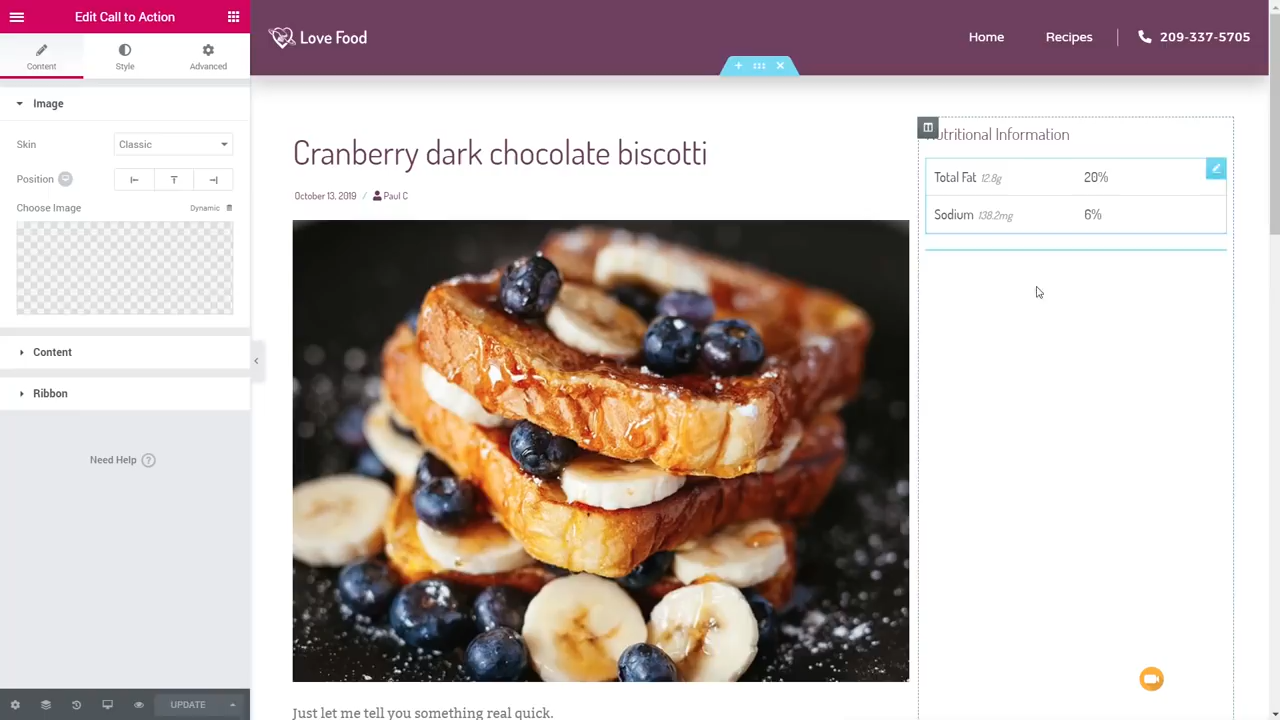 Edit Call to Action
Content
Style
Advanced
Image
Skin
Classic
Position
Choose Image
Dynamic
Content
Ribbon
Need Help ?
UPDATE
Love Food
Home
Recipes
209-337-5705
Cranberry dark chocolate biscotti
October 13, 2019 / Paul C
Just let me tell you something real quick.
utritional Information
Total Fat 12.8g 20%
Sodium 138.2mg 6%